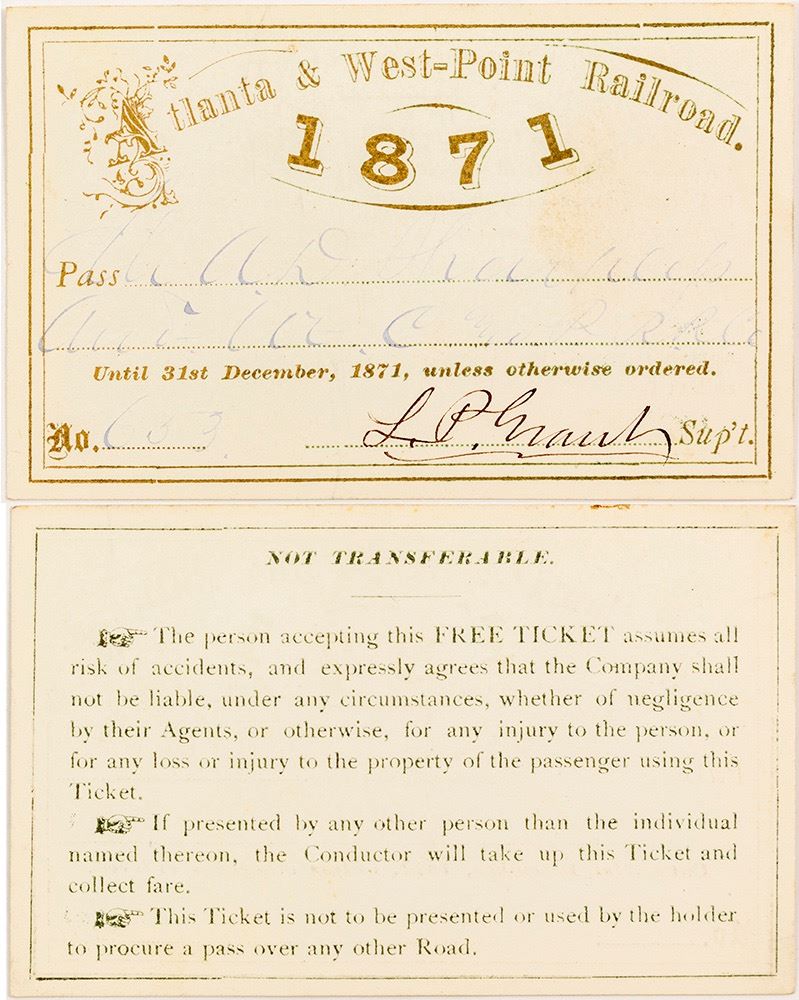 Atlanta & West-Point Railroad.
1871
Pass
Until 31st December, 1871, unless otherwise ordered.
No. 633 L. P. Grant Sup't.
NOT TRANSFERABLE.
☞ The person accepting this FREE TICKET assumes all
risk of accidents, and expressly agrees that the Company shall
not be liable, under any circumstances, whether of negligence
by their Agents, or otherwise, for any injury to the person, or
for any loss or injury to the property of the passenger using this
Ticket.
☞ If presented by any other person than the individual
named thereon, the Conductor will take up this Ticket and
collect fare.
☞ This Ticket is not to be presented or used by the holder
to procure a pass over any other Road.